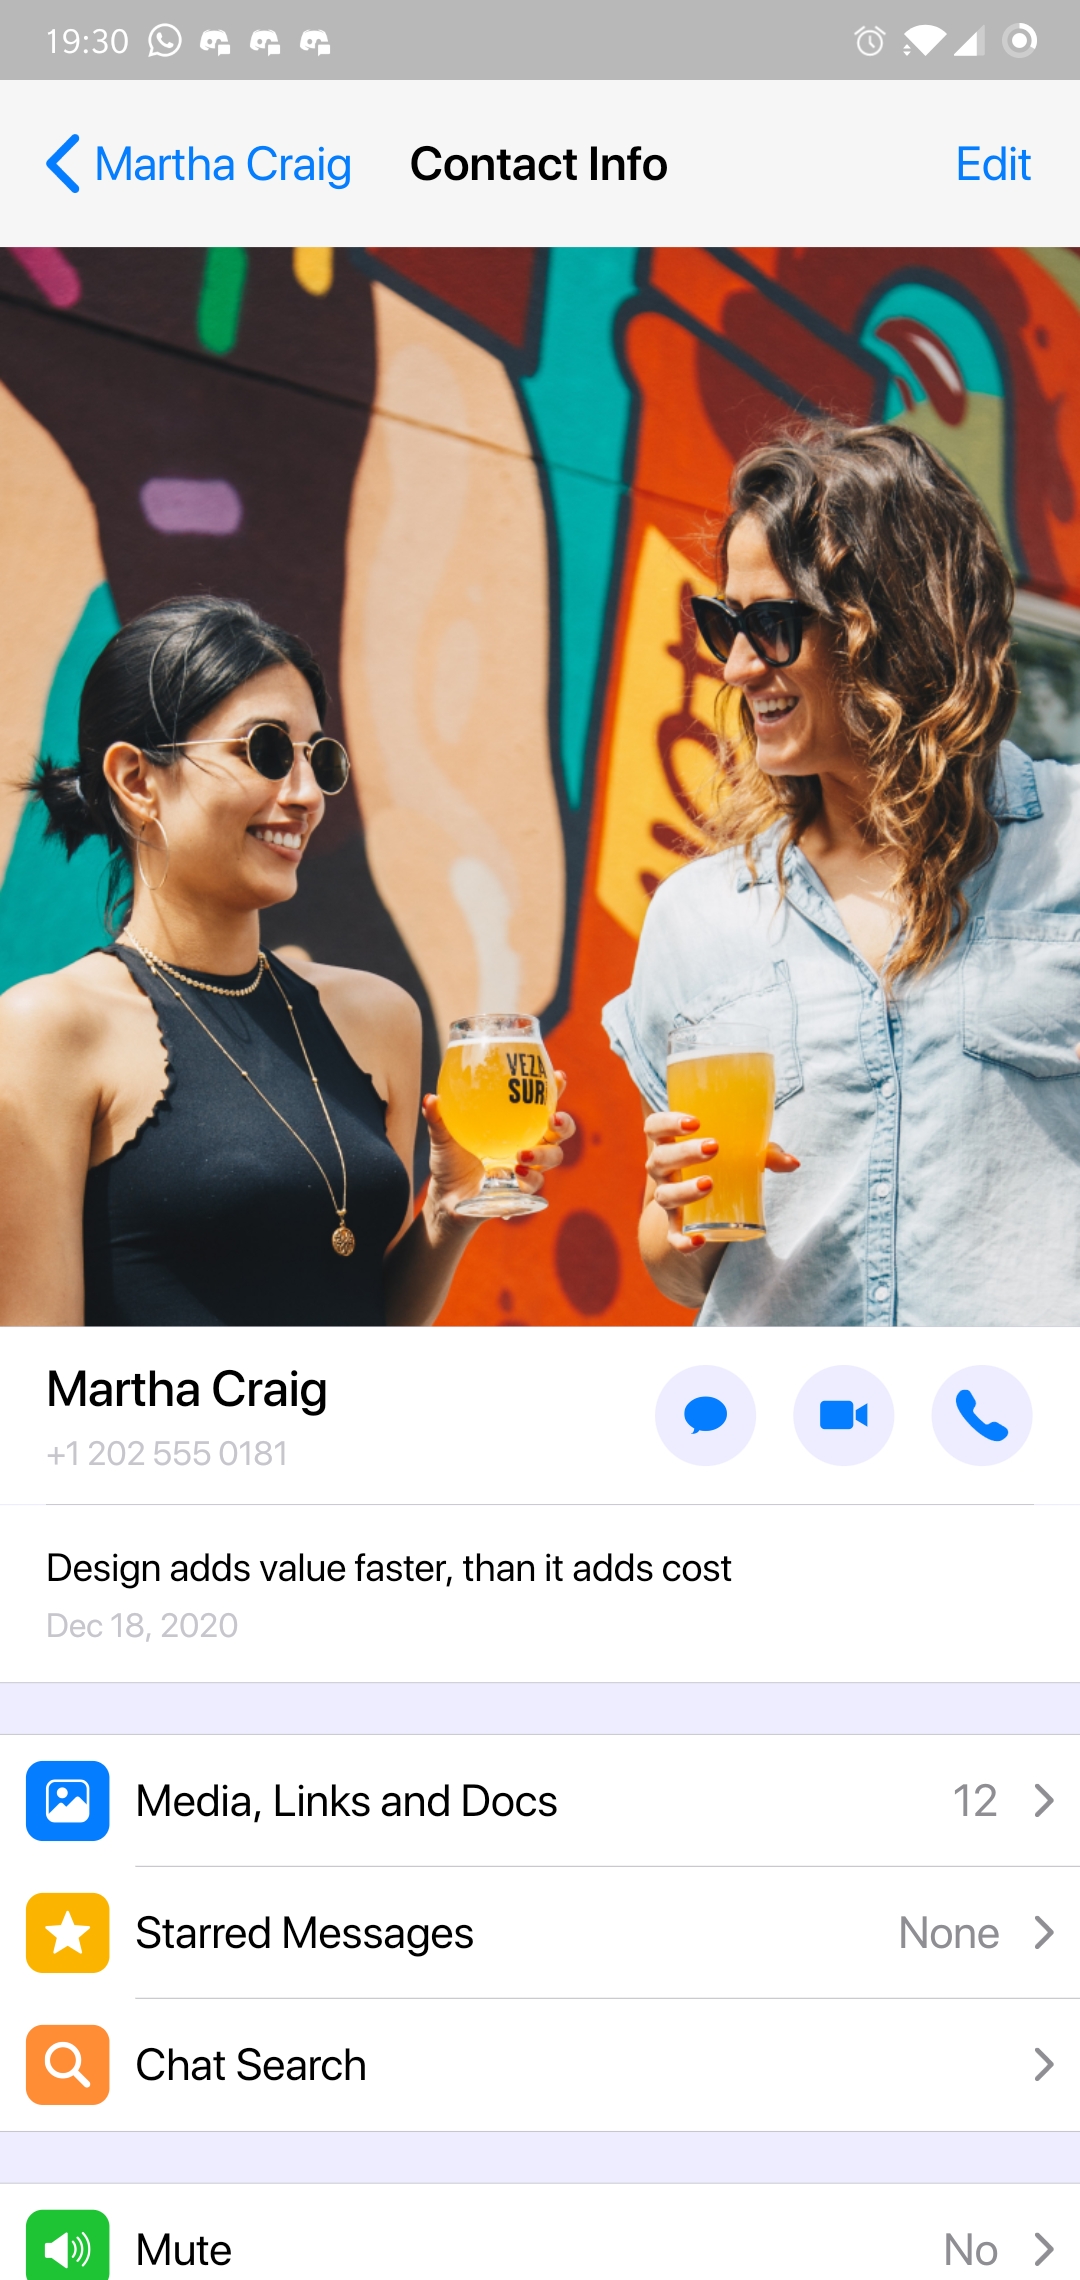 19:30
Martha Craig Contact Info Edit
VEZA
SUR
Martha Craig
+1 202 555 0181
Design adds value faster, than it adds cost
Dec 18, 2020
Media, Links and Docs 12
Starred Messages None
Chat Search
Mute No